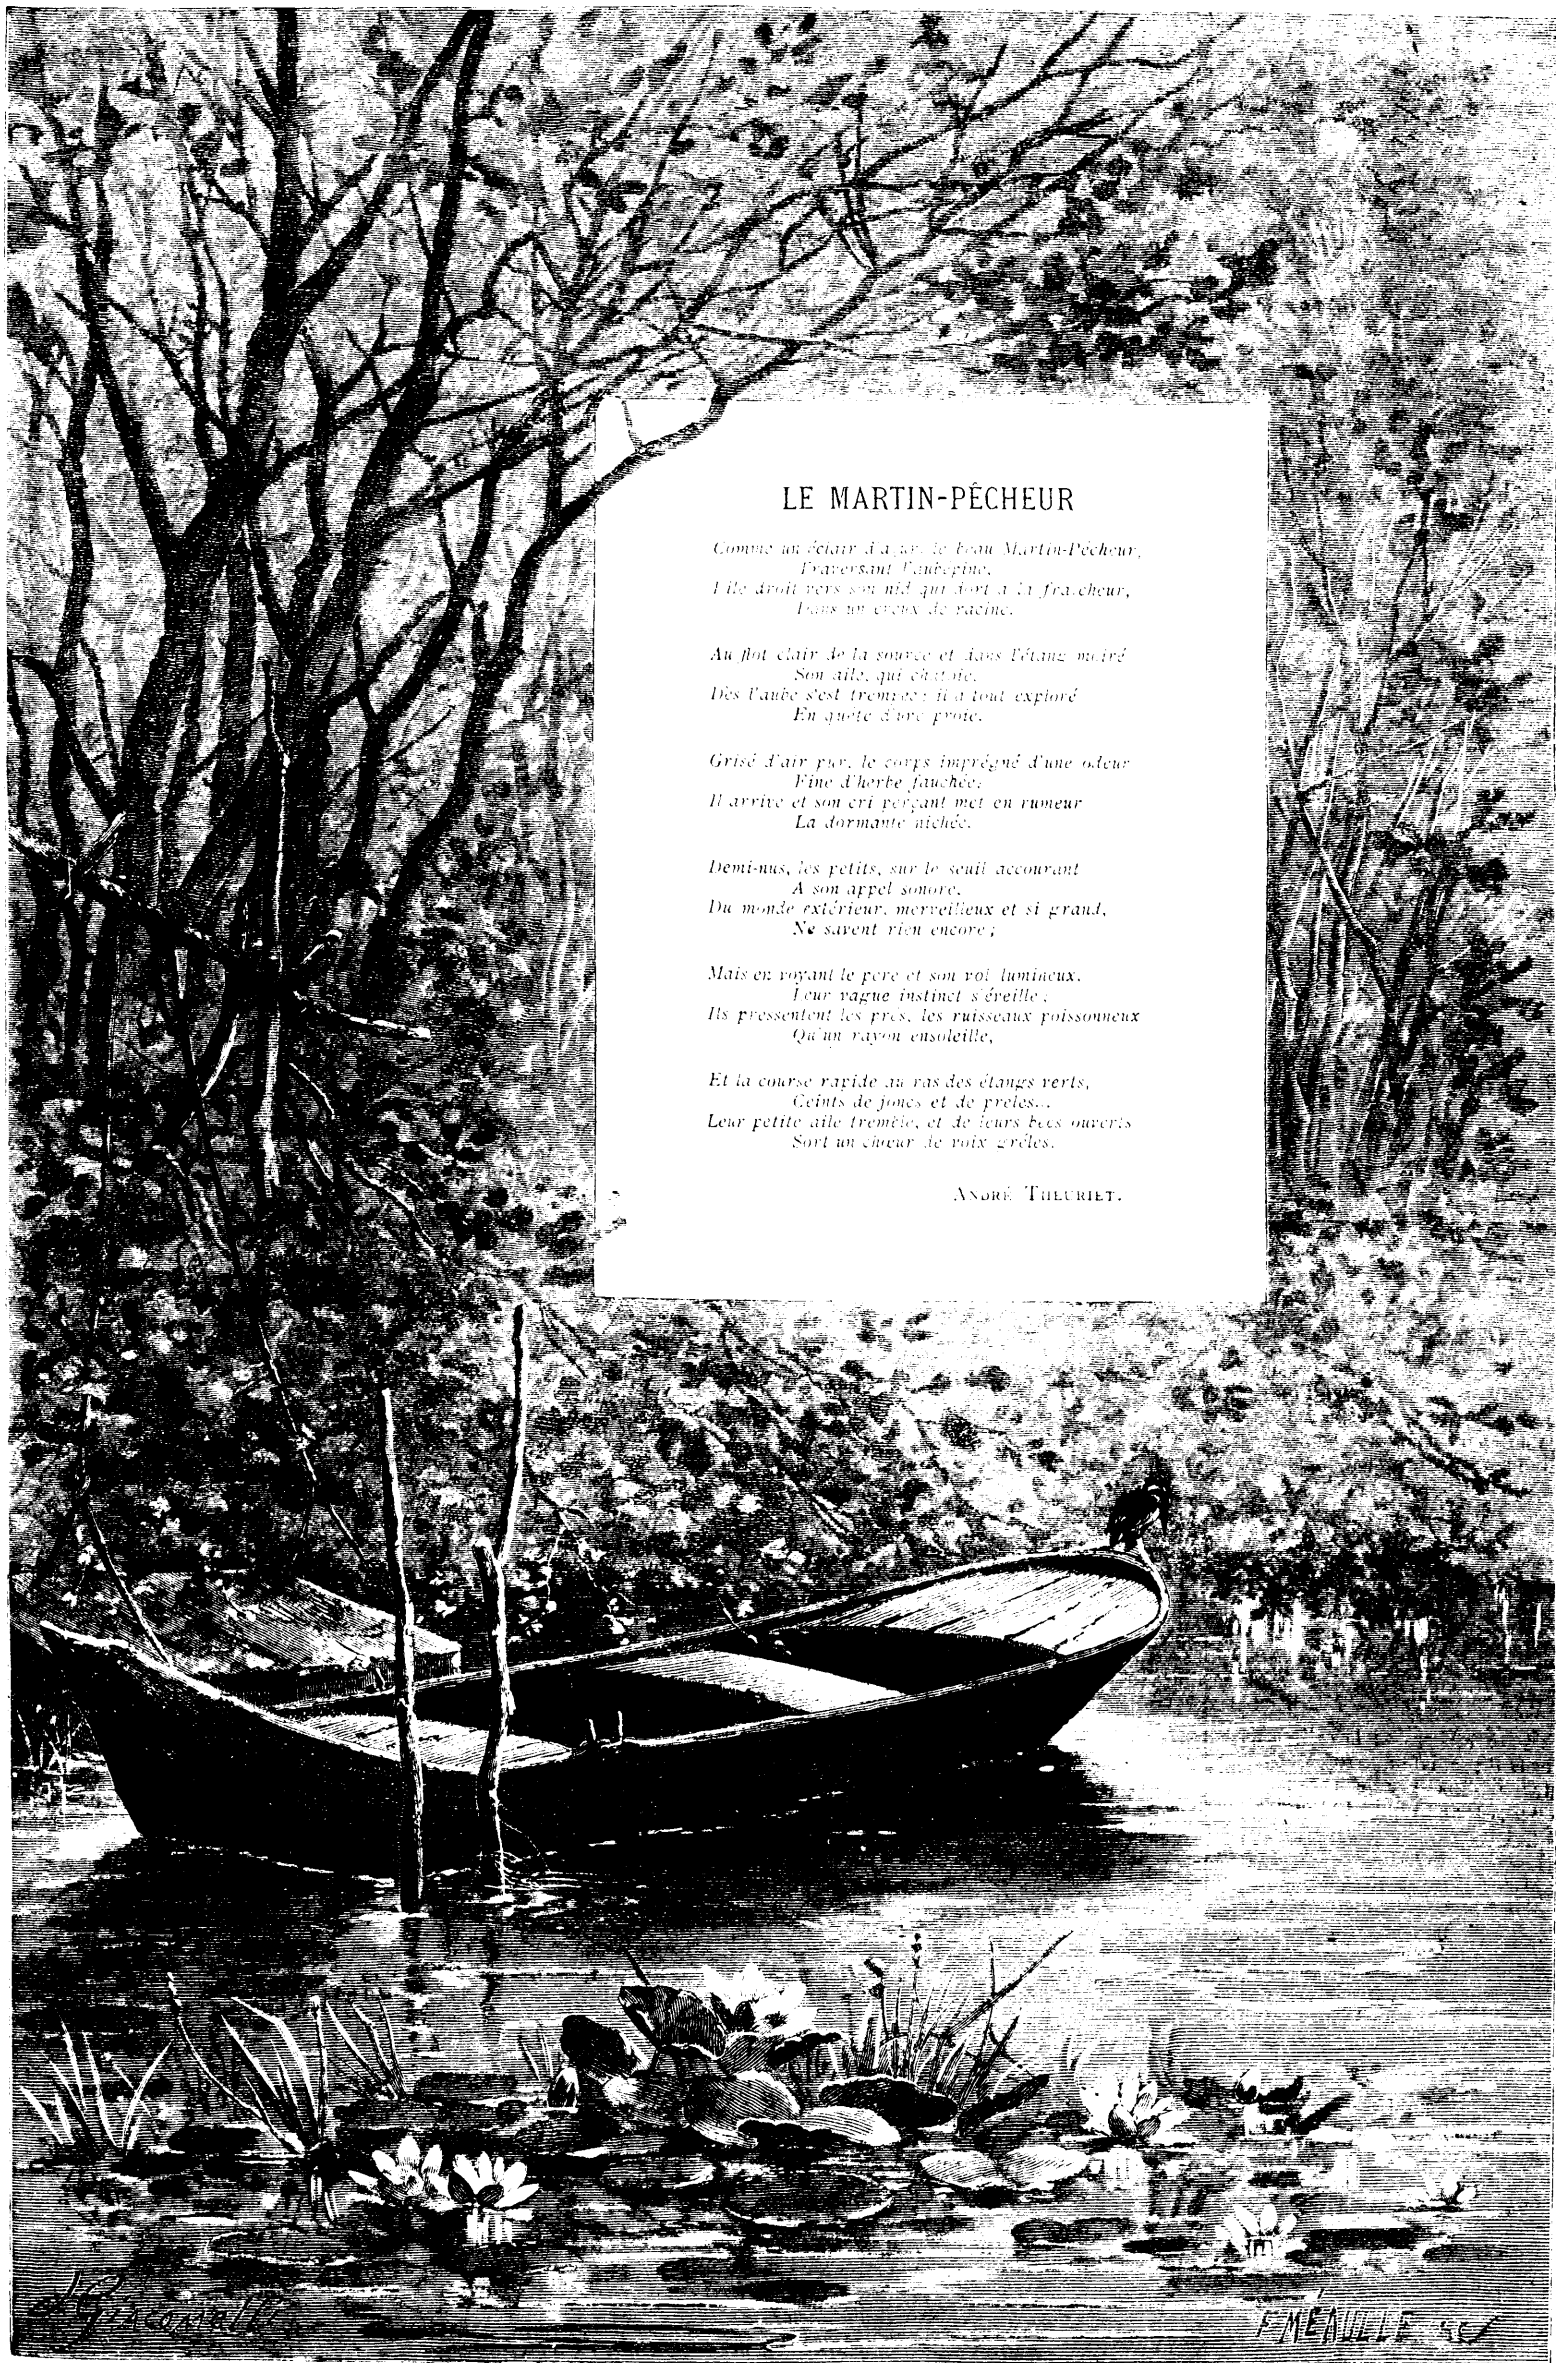 LE MARTIN-PÊCHEUR
Comme un éclair d'azur, le beau Martin-Pêcheur,
Traversant l'aubépine,
File droit vers son nid qui dort à la fraîcheur,
Dans un creux de racine.
Au flot clair de la source et dans l'étang moiré
Son aile, qui chatoie,
Dès l'aube s'est trempée; il a tout exploré
En quête d'une proie.
Grisé d'air pur, le corps imprégné d'une odeur
Fine d'herbe fauchée,
Il arrive et son cri perçant met en rumeur
La dormante nichée.
Demi-nus, les petits, sur le seuil accourant
A son appel sonore,
Du monde extérieur, merveilleux et si grand,
Ne savent rien encore;
Mais en voyant le père et son vol lumineux,
Leur vague instinct s'éveille;
Ils pressentent les prés, les ruisseaux poissonneux
Qu'un rayon ensoleille,
Et la course rapide au ras des étangs verts,
Ceints de joncs et de prêles...
Leur petite aile tremble, et de leurs becs ouverts
Sort un chœur de voix grêles.
ANDRÉ THEURIET.
H Giacomelli
F. MÉAULLE sc